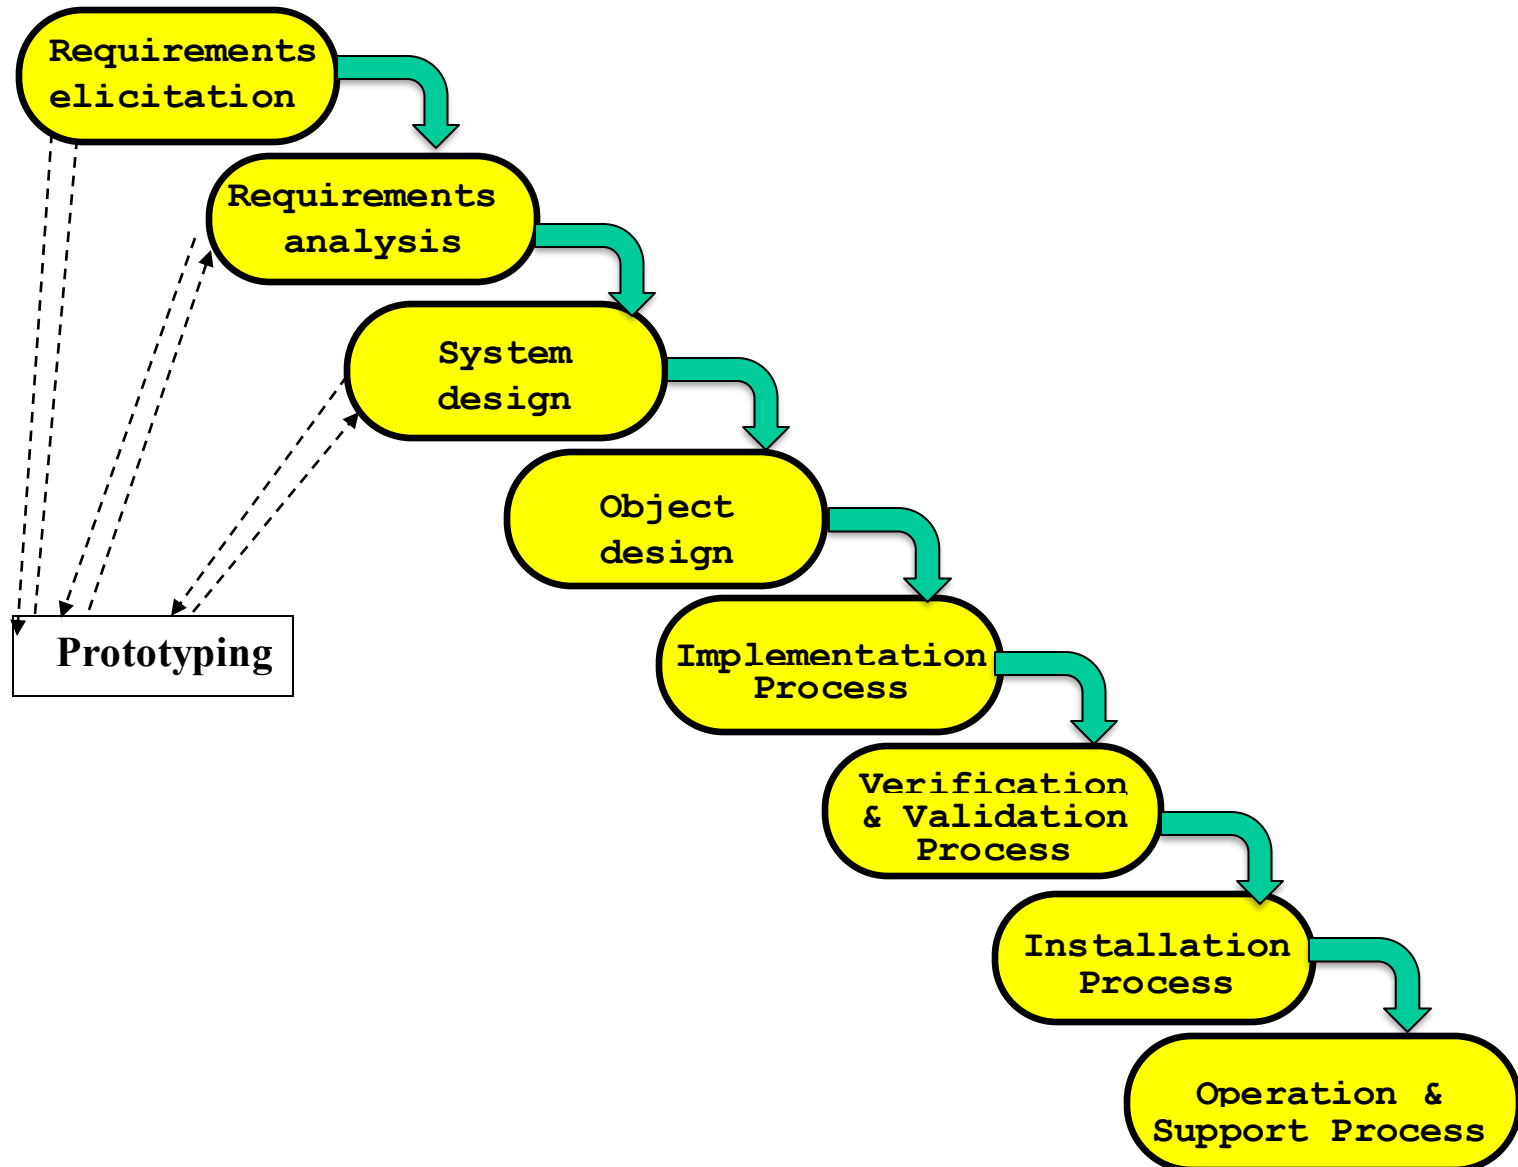 Requirements
elicitation
Requirements
analysis
System
design
Object
design
Implementation
Process
Prototyping
Verification
& Validation
Process
Installation
Process
Operation &
Support Process